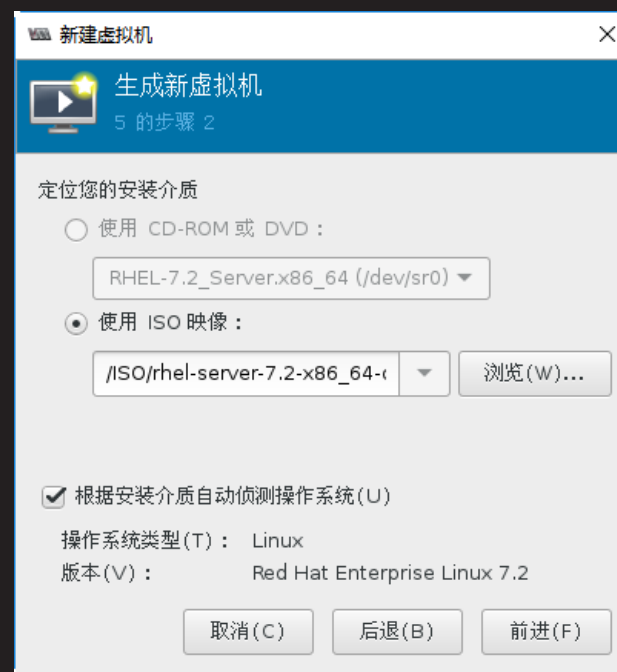 新建虚拟机
生成新虚拟机
5 的步骤 2
定位您的安装介质
使用 CD-ROM 或 DVD：
RHEL-7.2_Server.x86_64 (/dev/sr0)
使用 ISO 映像：
/ISO/rhel-server-7.2-x86_64-
浏览(W)...
根据安装介质自动侦测操作系统(U)
操作系统类型(T)： Linux
版本(V)： Red Hat Enterprise Linux 7.2
取消(C) 后退(B) 前进(F)